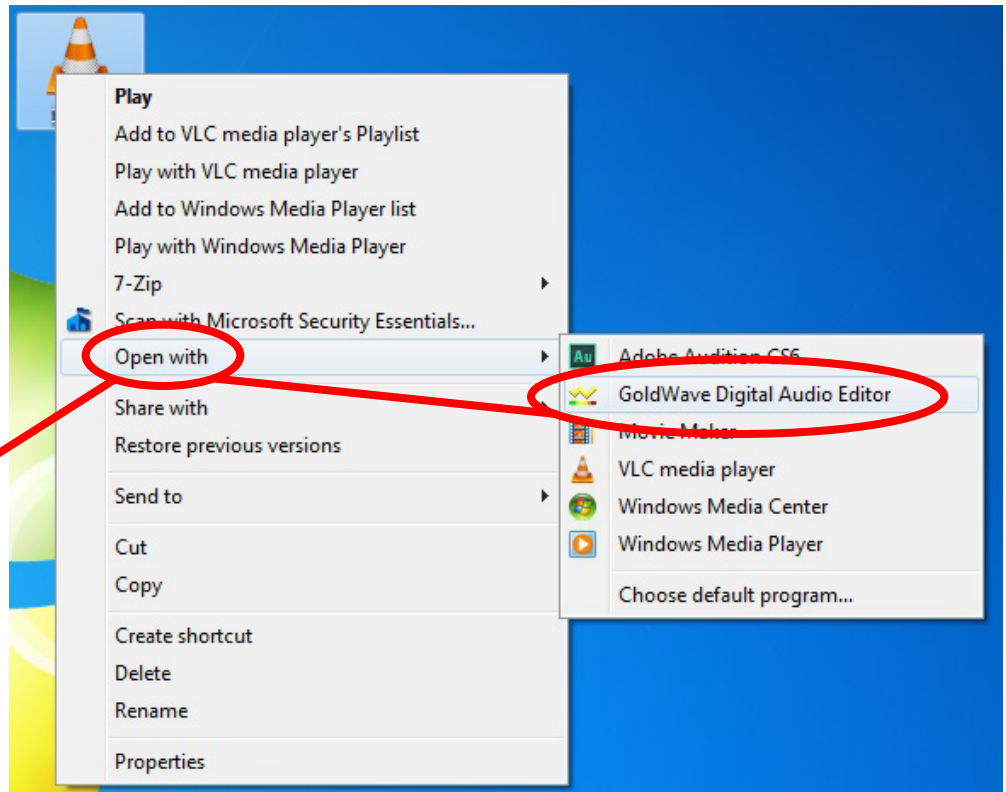 Play
Add to VLC media player's Playlist
Play with VLC media player
Add to Windows Media Player list
Play with Windows Media Player
7-Zip
Scan with Microsoft Security Essentials...
Open with
Share with
Restore previous versions
Send to
Cut
Copy
Create shortcut
Delete
Rename
Properties
Au
Adobe Audition CS6
GoldWave Digital Audio Editor
Movie Maker
VLC media player
Windows Media Center
Windows Media Player
Choose default program...